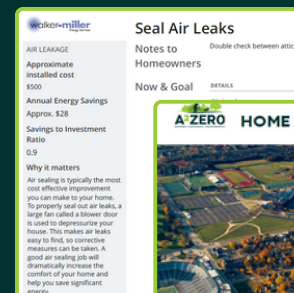 walker-miller
Energy Services
Seal Air Leaks
AIR LEAKAGE
Approximate
installed cost
$500
Annual Energy Savings
Approx. $28
Savings to Investment
Ratio
0.9
Why it matters
Air sealing is typically the most
cost effective improvement
you can make to your home.
To properly seal out air leaks, a
large fan called a blower door
is used to depressurize your
house. This makes air leaks
easy to find, so corrective
measures can be taken. A
good air sealing job will
dramatically increase the
comfort of your home and
help you save significant
energy.
Notes to
Homeowners
Double check between attic
Now & Goal
DETAILS
A²ZERO
HOME